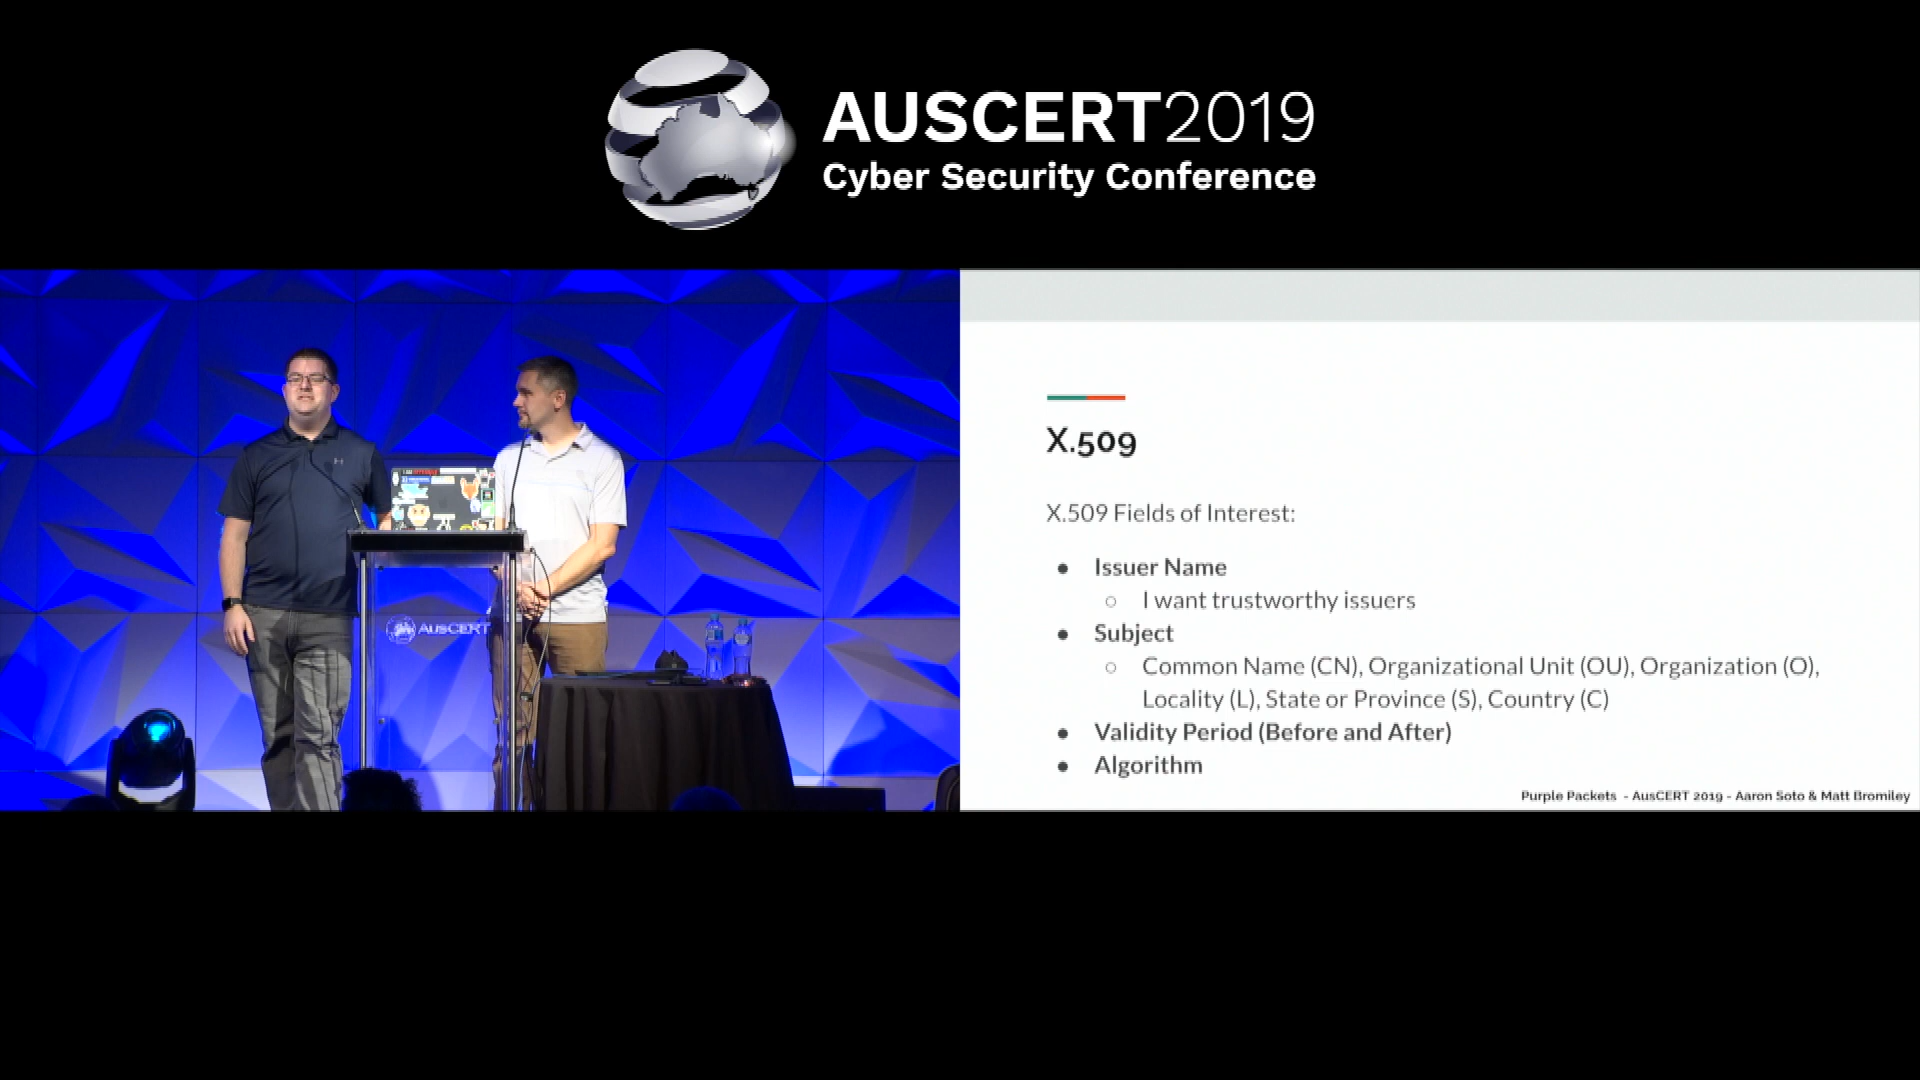 AUSCERT2019
Cyber Security Conference
AUSCERT
X.509
X.509 Fields of Interest:
● Issuer Name
○ I want trustworthy issuers
● Subject
○ Common Name (CN), Organizational Unit (OU), Organization (O),
Locality (L), State or Province (S), Country (C)
● Validity Period (Before and After)
● Algorithm
Purple Packets - AusCERT 2019 - Aaron Soto & Matt Bromiley